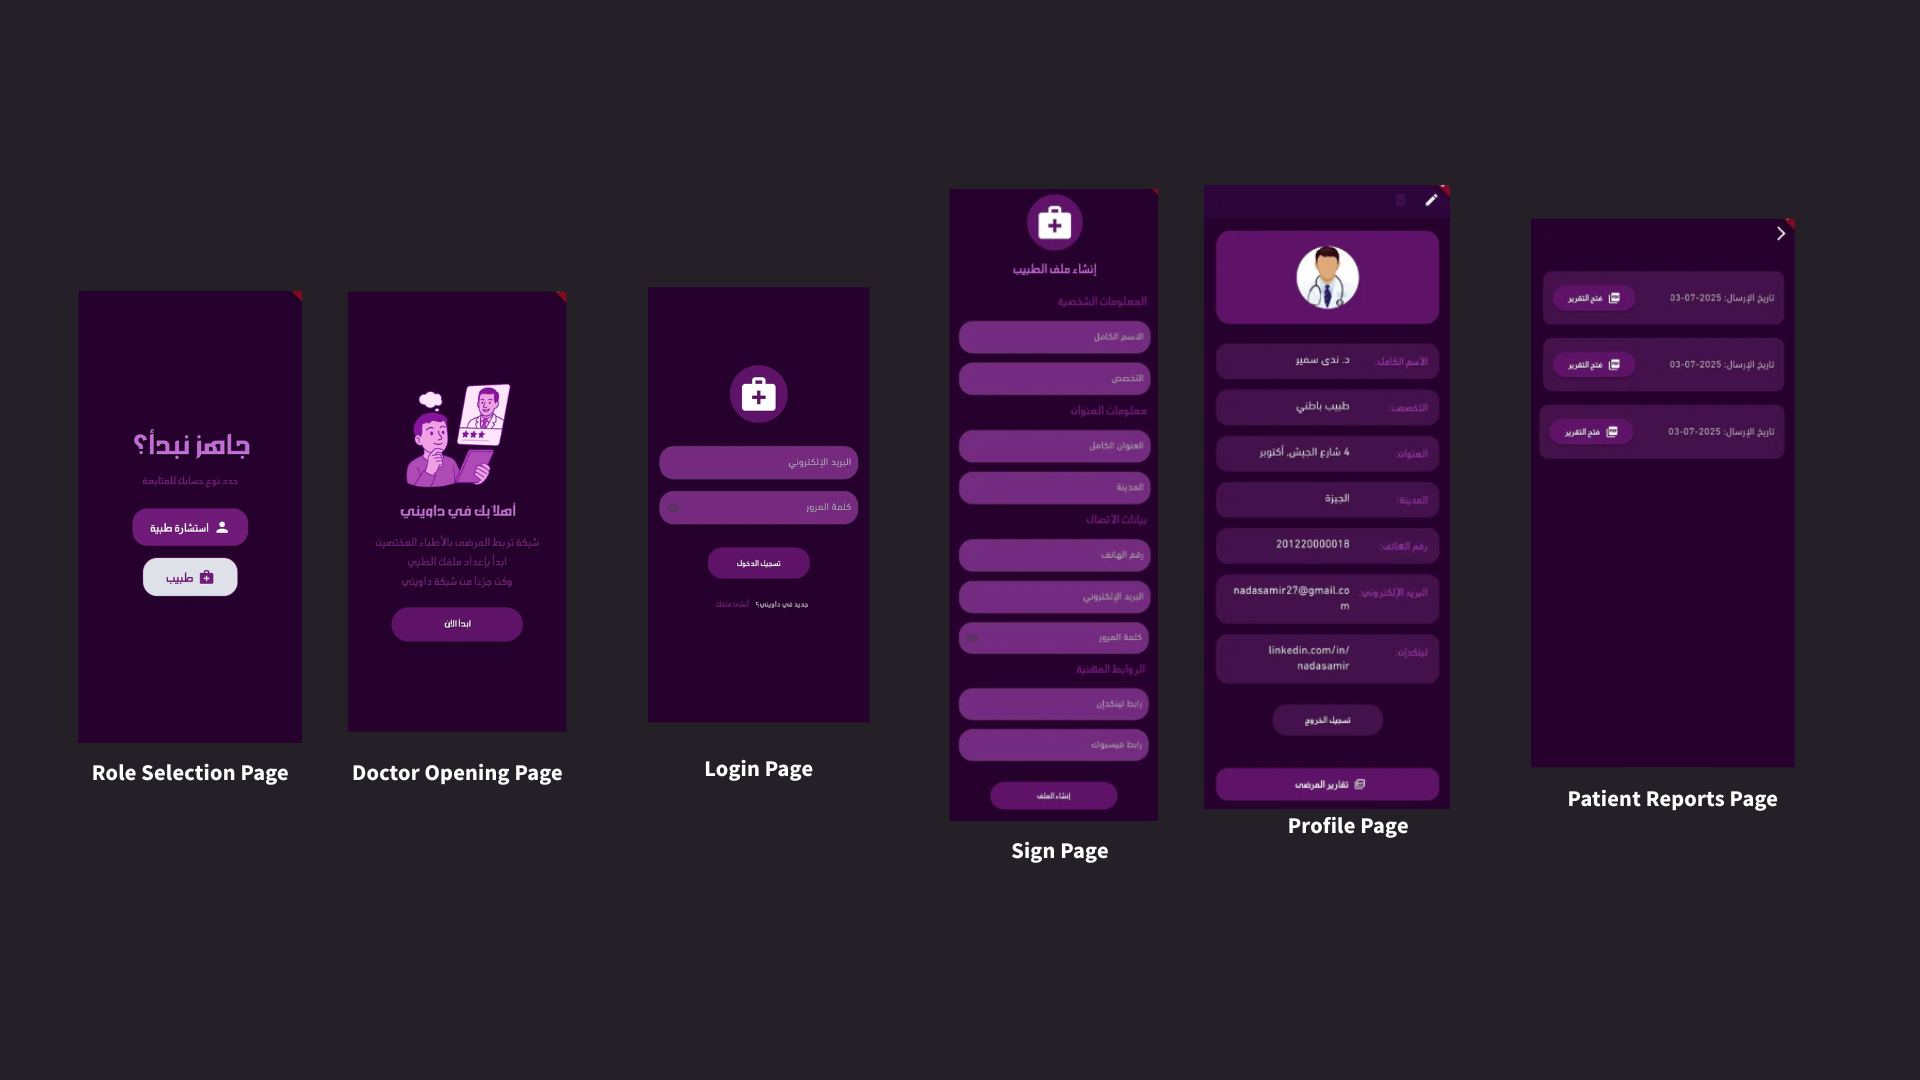 جاهز نبدأ؟
حدد نوع حسابك للمتابعة
استشارة طبية
طبيب
Role Selection Page
أهلاً بك في داويني
شبكة تربط المرضى بالأطباء المختصين
ابدأ بإعداد ملفك الطبي
وكن جزءًا من شبكة داويني
ابدأ الآن
Doctor Opening Page
البريد الإلكتروني
كلمة المرور
تسجيل الدخول
جديد في داويني؟ أنشئ ملفك
Login Page
إنشاء ملف الطبيب
المعلومات الشخصية
الاسم الكامل
التخصص
معلومات العنوان
العنوان الكامل
المدينة
بيانات الاتصال
رقم الهاتف
البريد الإلكتروني
كلمة المرور
الروابط المهنية
رابط لينكدإن
رابط فيسبوك
إنشاء الملف
Sign Page
الاسم الكامل: د. ندى سمير
التخصص: طبيب باطني
العنوان: 4 شارع الجيش, أكتوبر
المدينة: الجيزة
رقم الهاتف: 201220000018
البريد الإلكتروني: nadasamir27@gmail.co
m
لينكدإن: linkedin.com/in/
nadasamir
تسجيل الخروج
تقارير المرضى
Profile Page
تاريخ الإرسال: 2025-07-03 فتح التقرير
تاريخ الإرسال: 2025-07-03 فتح التقرير
تاريخ الإرسال: 2025-07-03 فتح التقرير
Patient Reports Page